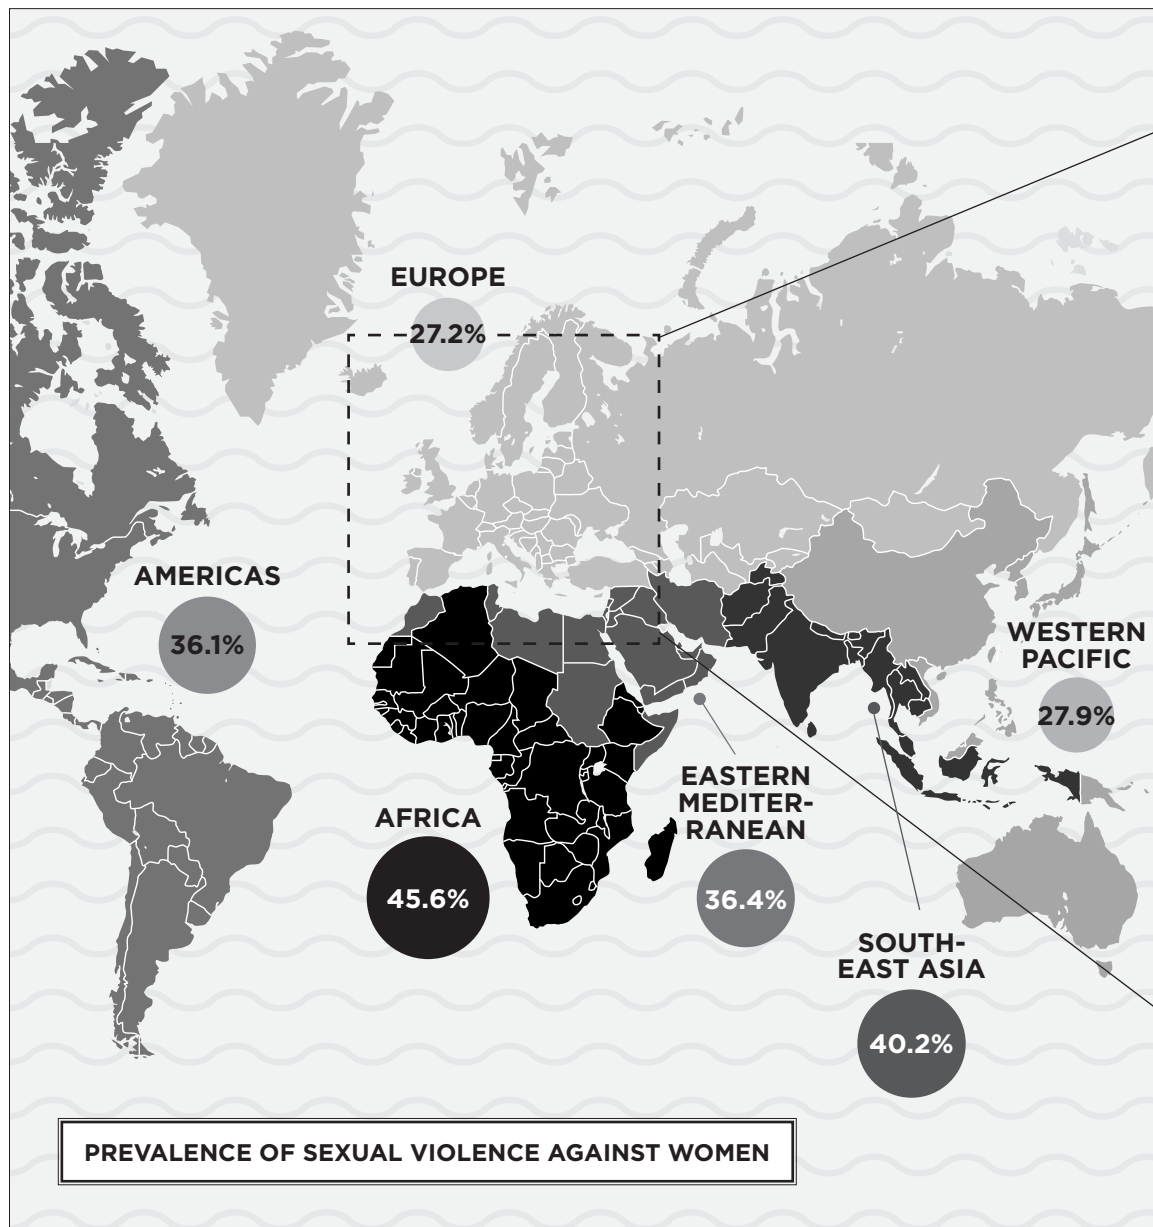 EUROPE
27.2%
AMERICAS
36.1%
WESTERN
PACIFIC
27.9%
EASTERN
MEDITER-
RANEAN
36.4%
AFRICA
45.6%
SOUTH-
EAST ASIA
40.2%
PREVALENCE OF SEXUAL VIOLENCE AGAINST WOMEN